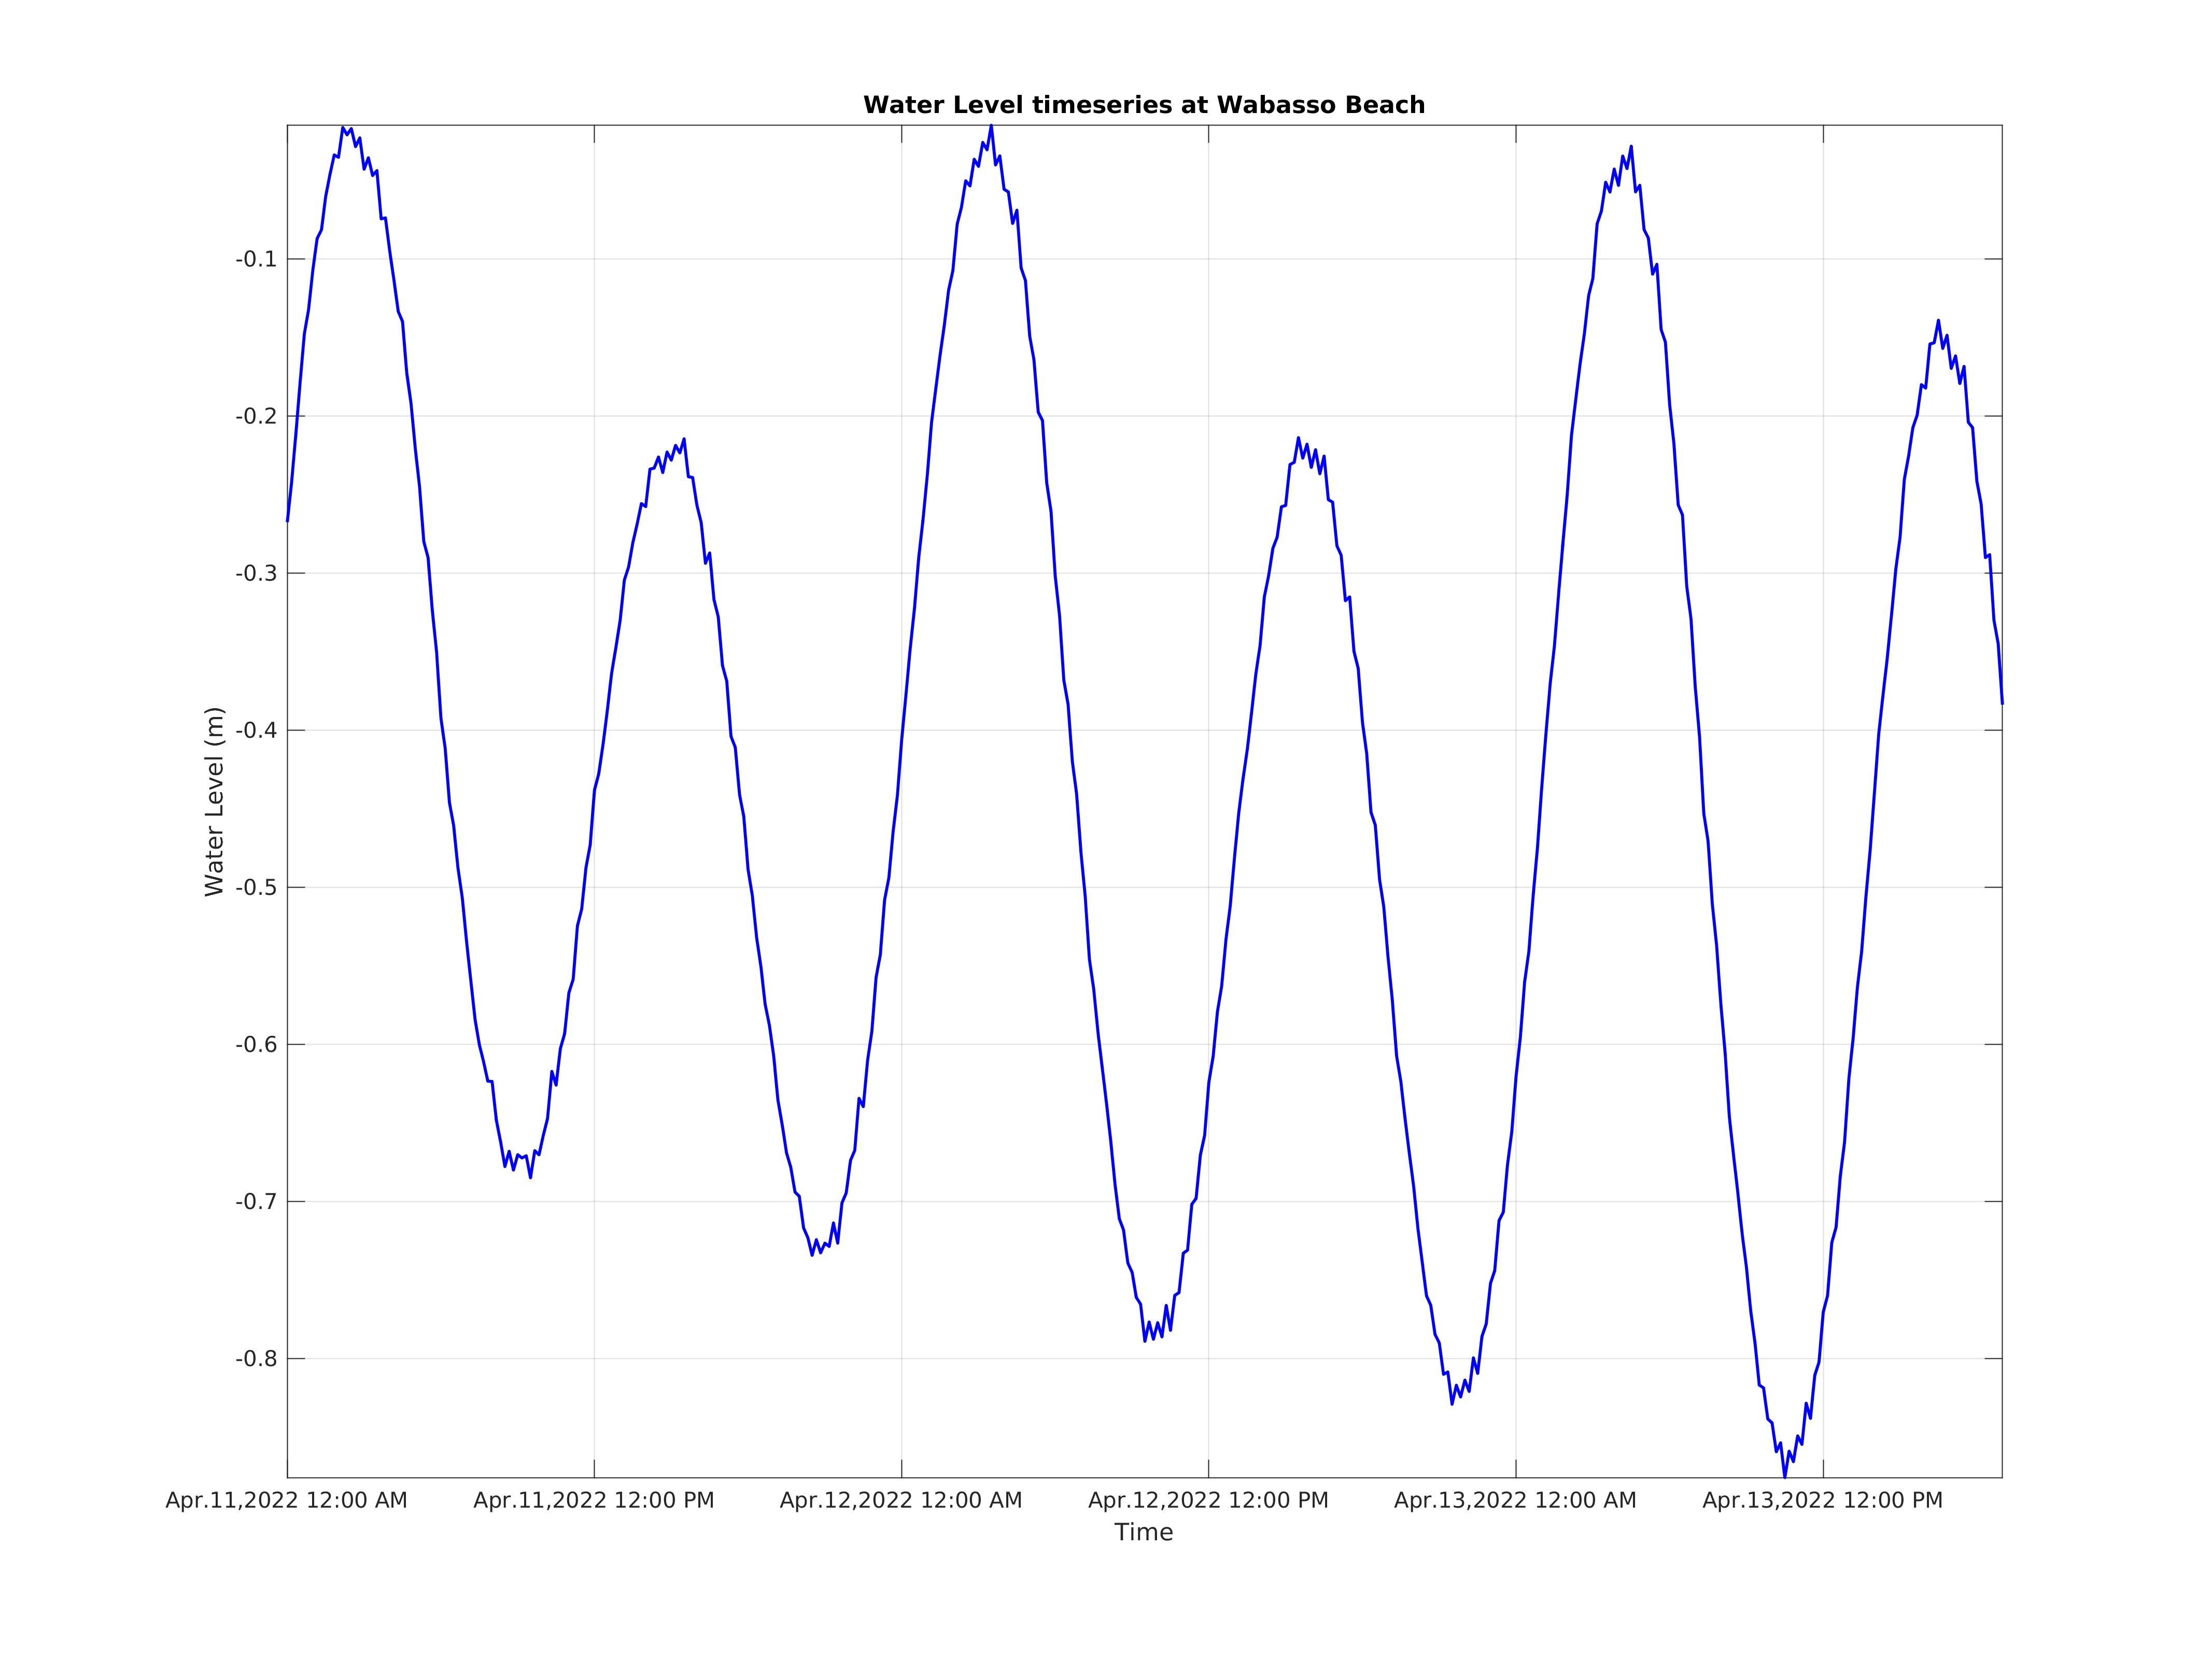 Water Level timeseries at Wabasso Beach
-0.1
-0.2
-0.3
-0.4
-0.5
-0.6
-0.7
-0.8
Water Level (m)
Apr.11,2022 12:00 AM
Apr.11,2022 12:00 PM
Apr.12,2022 12:00 AM
Apr.12,2022 12:00 PM
Apr.13,2022 12:00 AM
Apr.13,2022 12:00 PM
Time